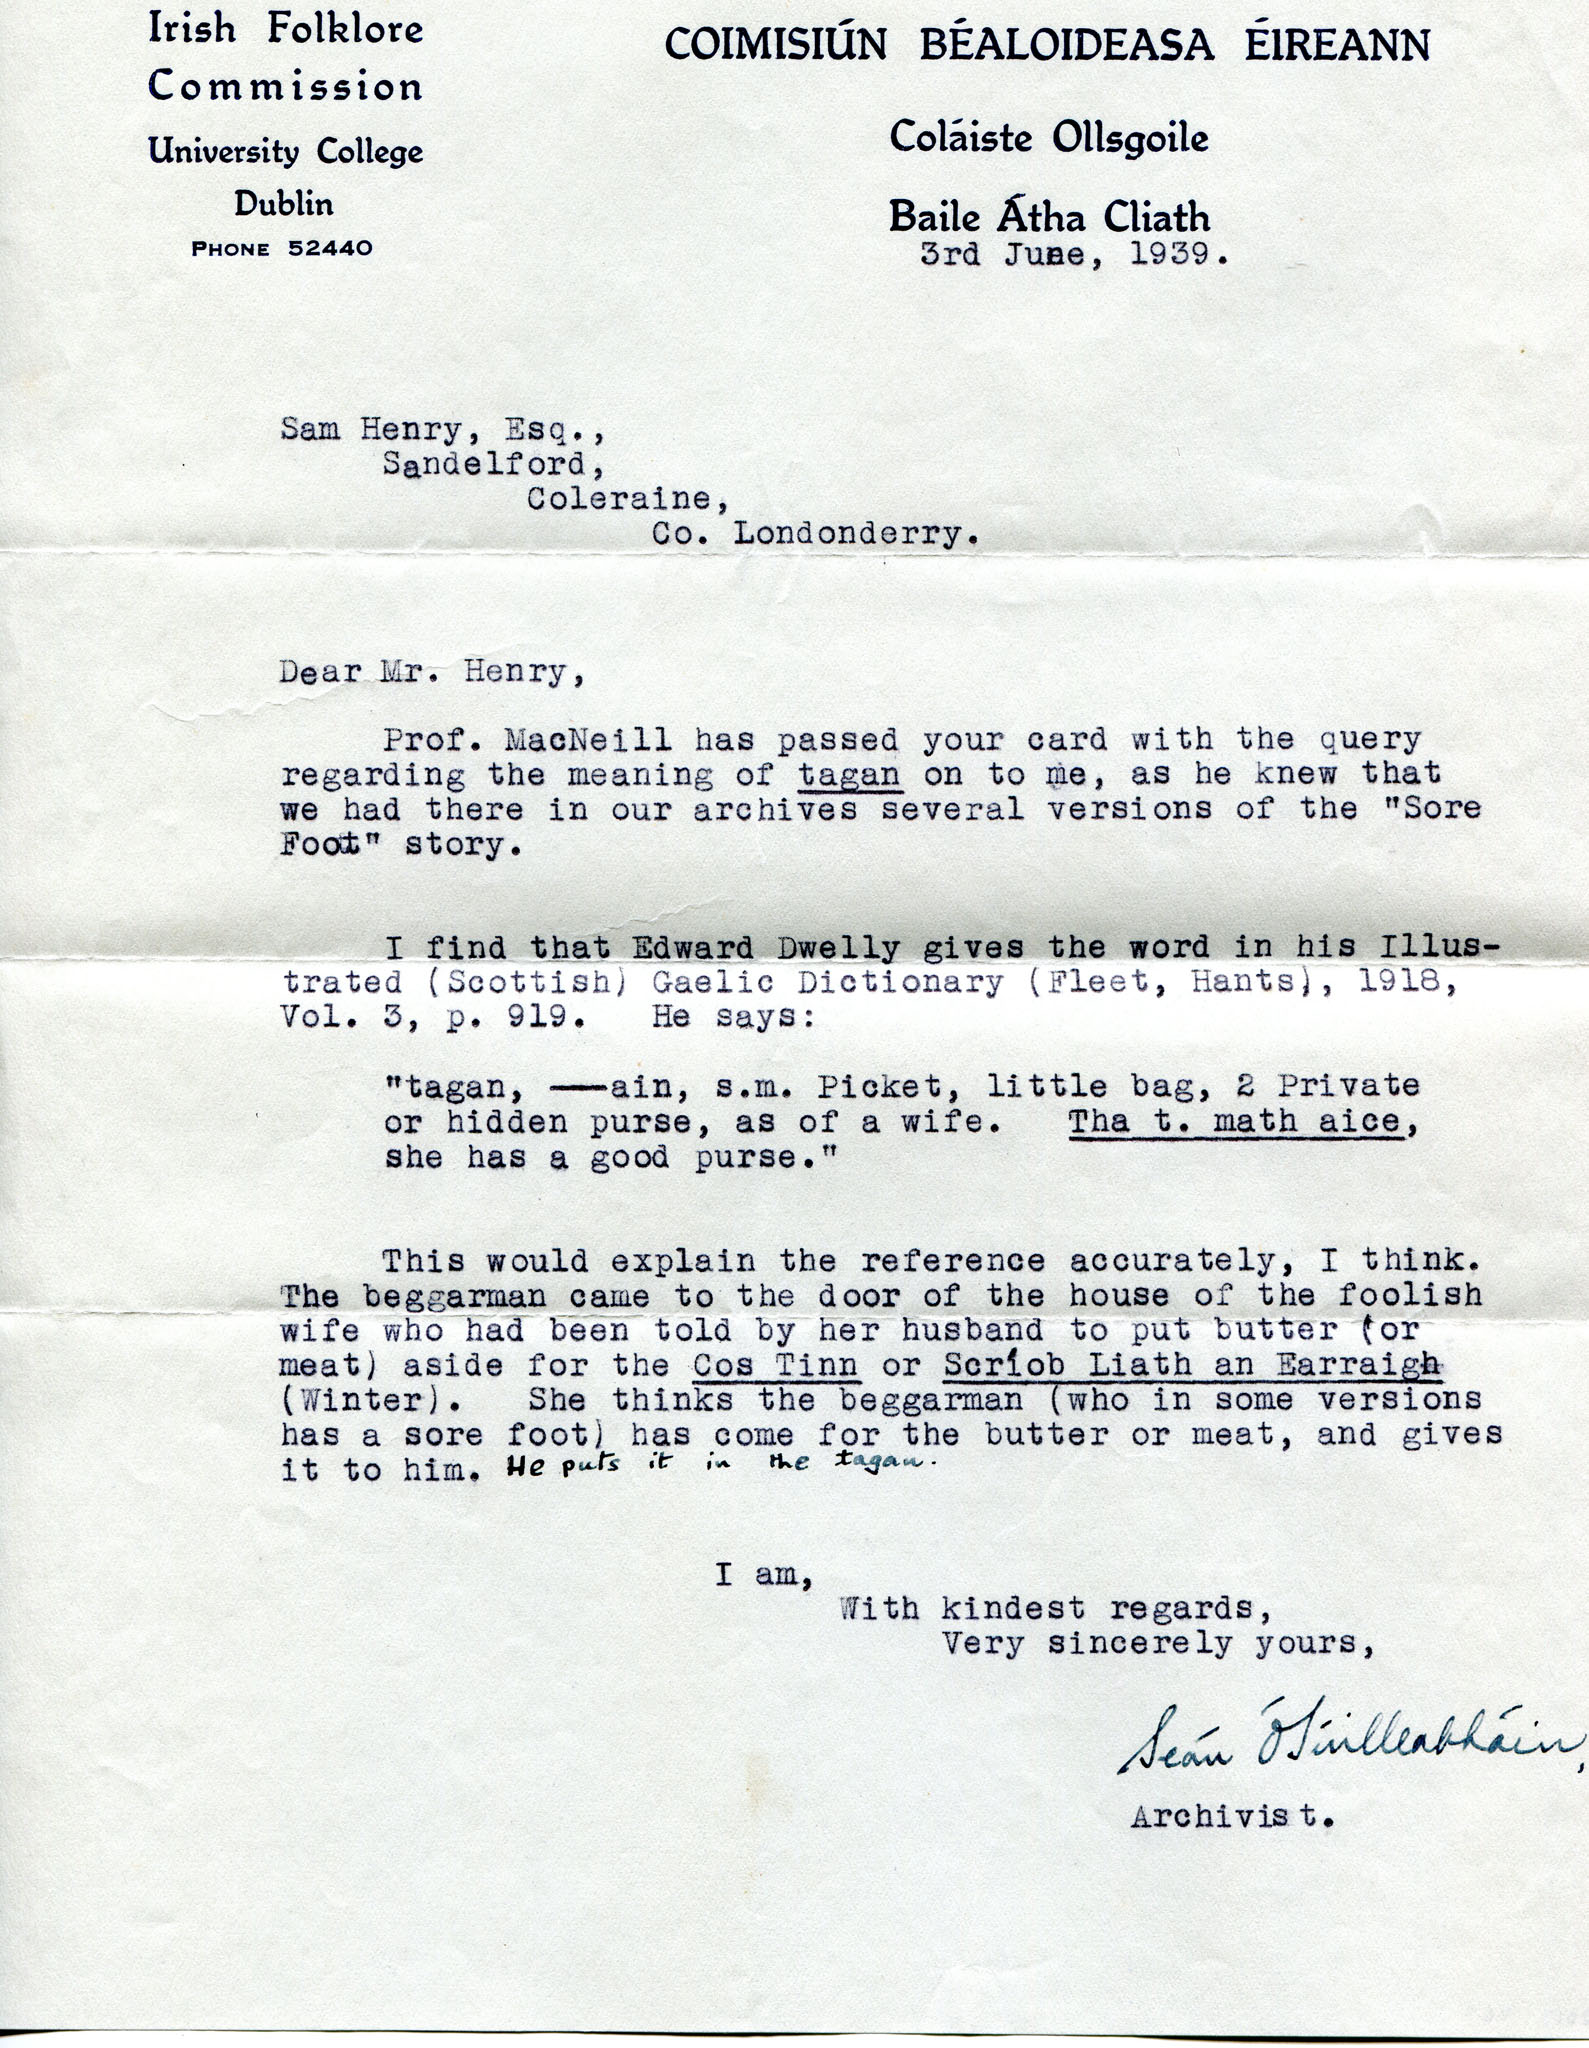 Irish Folklore
Commission
University College
Dublin
PHONE 52440
COIMISIÚN BÉALOIDEASA ÉIREANN
Coláiste Ollsgoile
Baile Átha Cliath
3rd June, 1939.
Sam Henry, Esq.,
Sandelford,
Coleraine,
Co. Londonderry.
Dear Mr. Henry,
Prof. MacNeill has passed your card with the query
regarding the meaning of tagan on to me, as he knew that
we had there in our archives several versions of the "Sore
Foot" story.
I find that Edward Dwelly gives the word in his Illus-
trated (Scottish) Gaelic Dictionary (Fleet, Hants), 1918,
Vol. 3, p. 919. He says:
"tagan, —ain, s.m. Picket, little bag, 2 Private
or hidden purse, as of a wife. Tha t. math aice,
she has a good purse."
This would explain the reference accurately, I think.
The beggarman came to the door of the house of the foolish
wife who had been told by her husband to put butter (or
meat) aside for the Cos Tinn or Scríob Liath an Earraigh
(Winter). She thinks the beggarman (who in some versions
has a sore foot) has come for the butter or meat, and gives
it to him. He puts it in the tagan.
I am,
With kindest regards,
Very sincerely yours,
Seán Ó Súilleabháin,
Archivist.